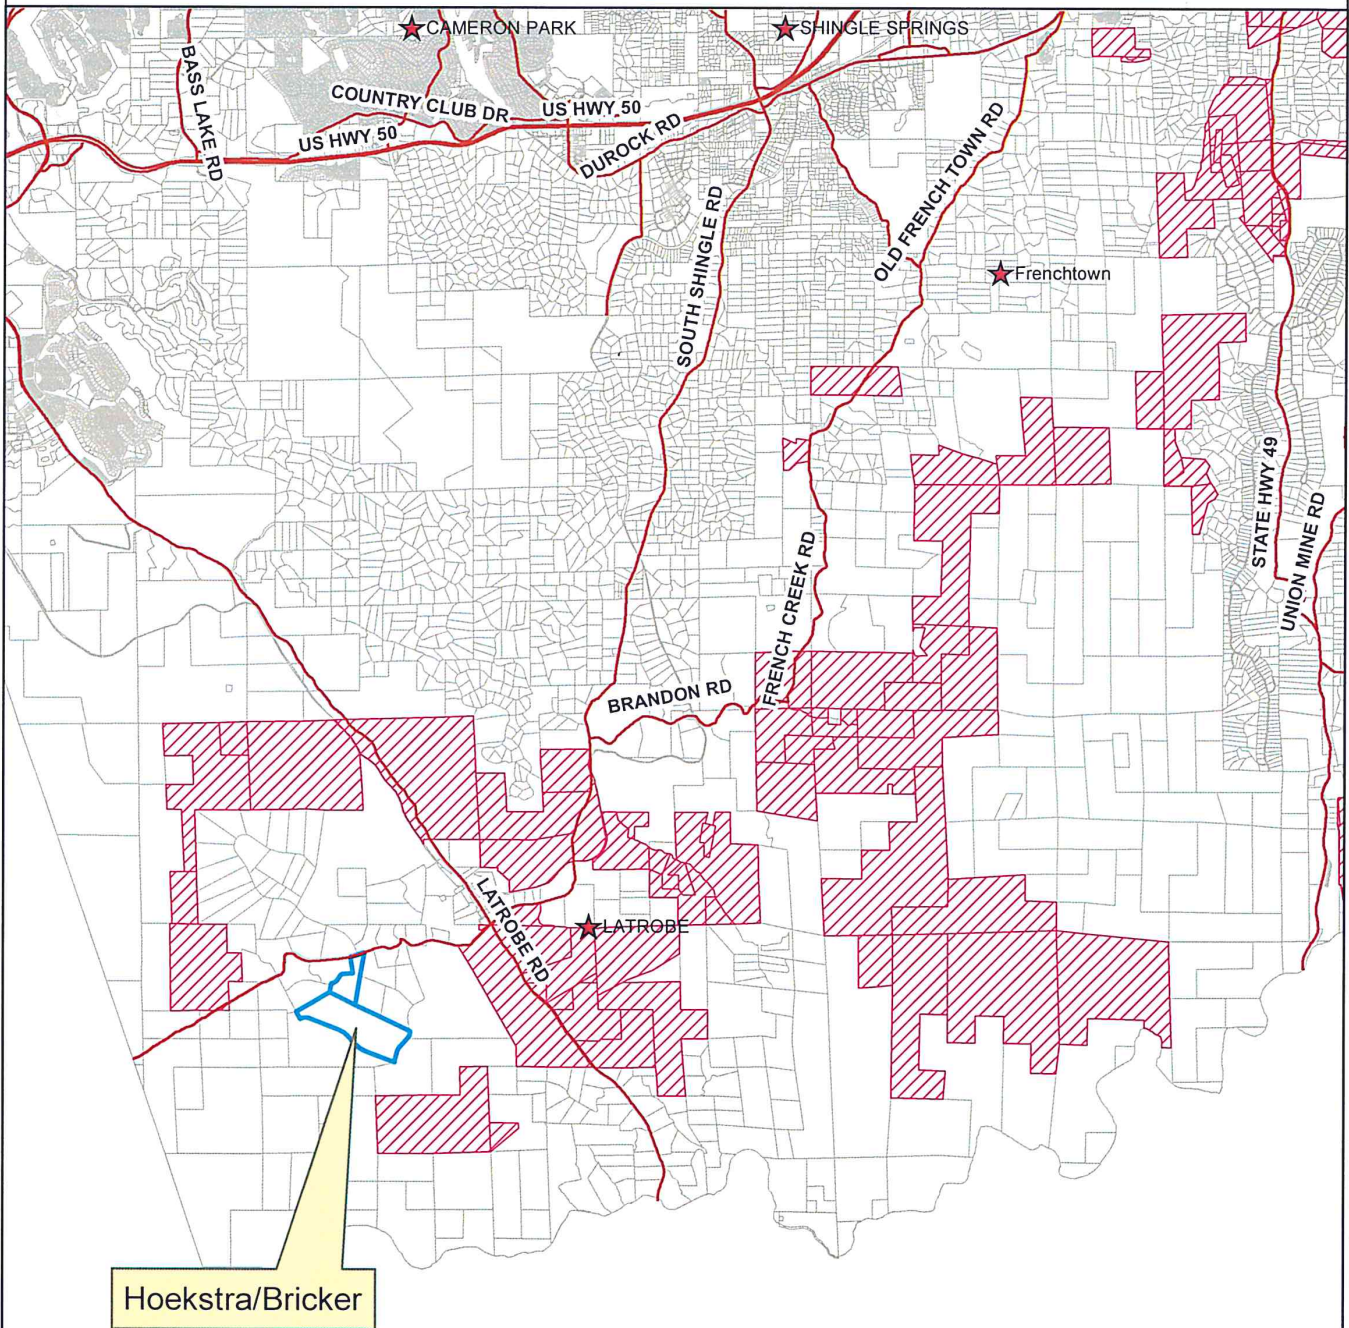 CAMERON PARK
SHINGLE SPRINGS
BASS LAKE RD
COUNTRY CLUB DR
US HWY 50
US HWY 50
DUROCK RD
OLD FRENCH TOWN RD
SOUTH SHINGLE RD
Frenchtown
STATE HWY 49
UNION MINE RD
FRENCH CREEK RD
BRANDON RD
LATROBE RD
LATROBE
Hoekstra/Bricker